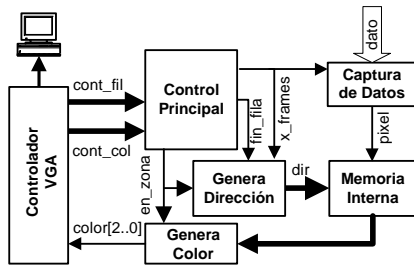 dato
cont_fil
Control
Principal
Captura
de Datos
fin_fila
x_frames
pixel
Controlador
VGA
cont_col
en_zona
Genera
Dirección
dir
Memoria
Interna
color[2..0]
Genera
Color